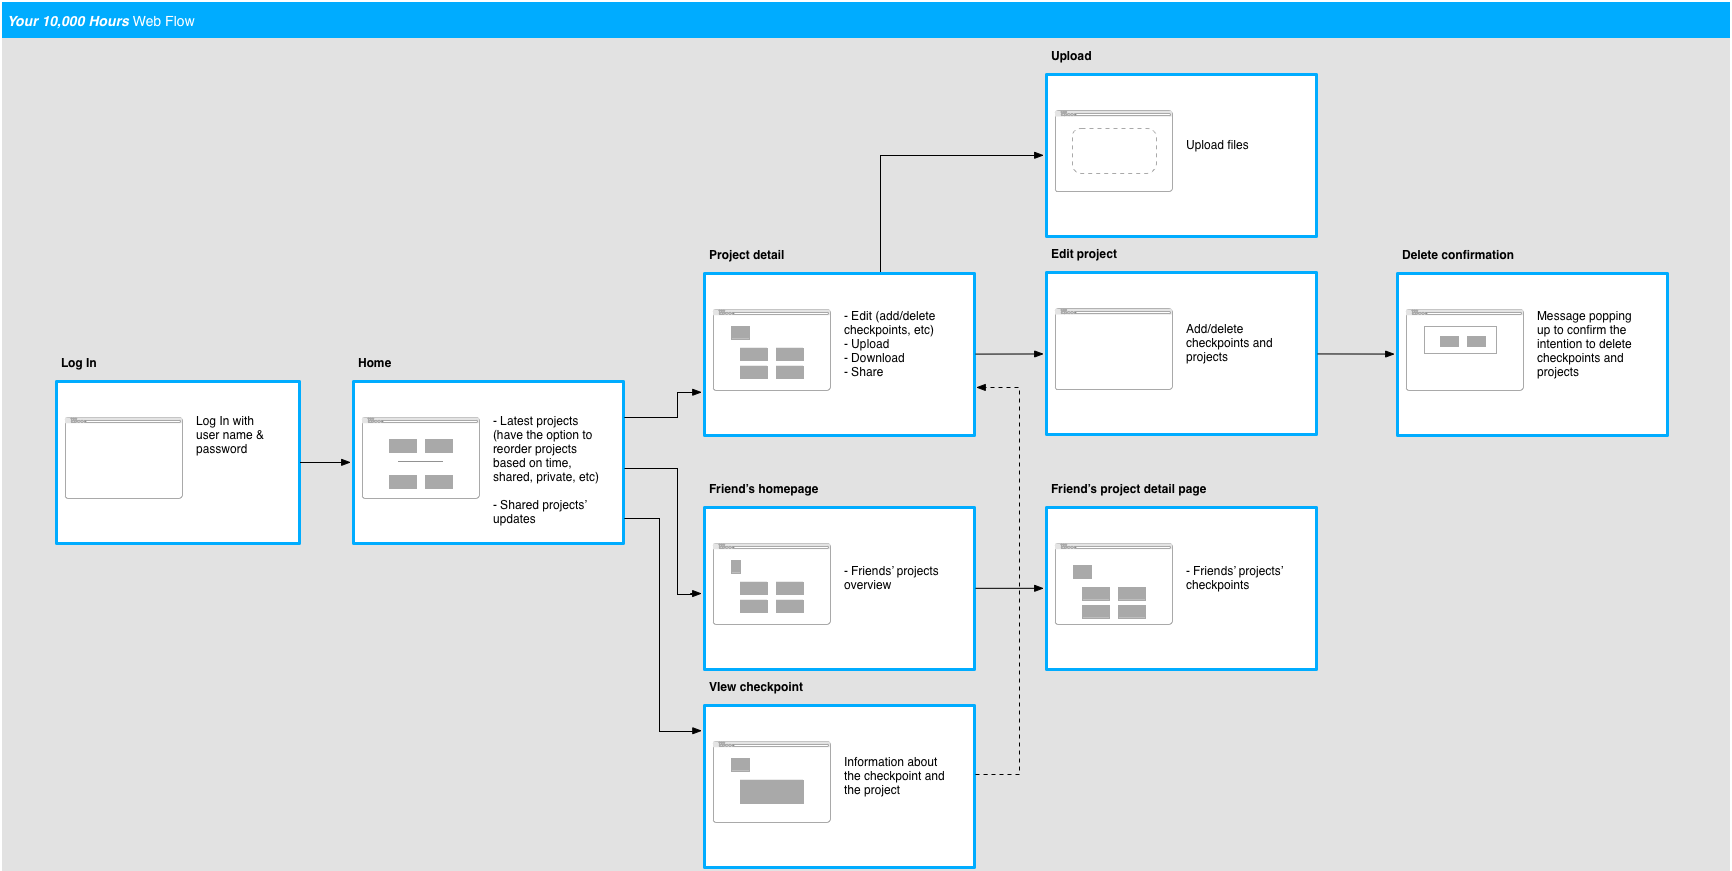 Your 10,000 Hours Web Flow
Upload
Upload files
Project detail
- Edit (add/delete
checkpoints, etc)
- Upload
- Download
- Share
Edit project
Add/delete
checkpoints and
projects
Delete confirmation
Message popping
up to confirm the
intention to delete
checkpoints and
projects
Log In
Log In with
user name &
password
Home
- Latest projects
(have the option to
reorder projects
based on time,
shared, private, etc)
- Shared projects’
updates
Friend’s homepage
- Friends’ projects
overview
Friend’s project detail page
- Friends’ projects’
checkpoints
VIew checkpoint
Information about
the checkpoint and
the project